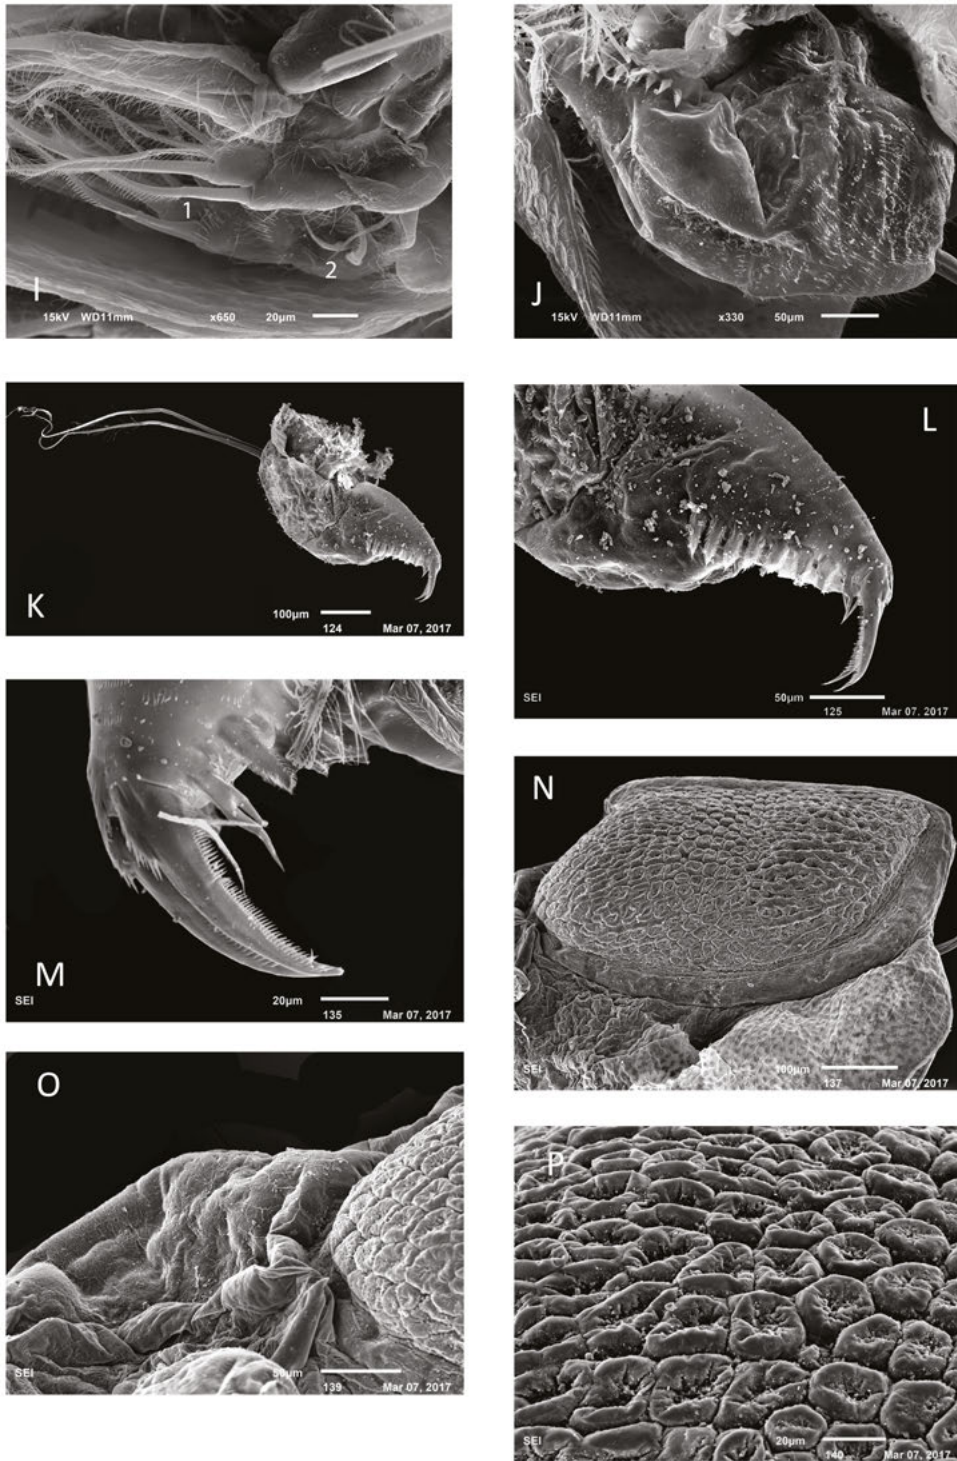 1
2
I
15kV WD11mm x650 20μm
J
15kV WD11mm x330 50μm
K
100μm
124 Mar 07, 2017
L
SEI 50μm
125 Mar 07, 2017
M
SEI 20μm
135 Mar 07, 2017
N
SEI 100μm
137 Mar 07, 2017
O
SEI 50μm
139 Mar 07, 2017
P
SEI 20μm
140 Mar 07, 2017